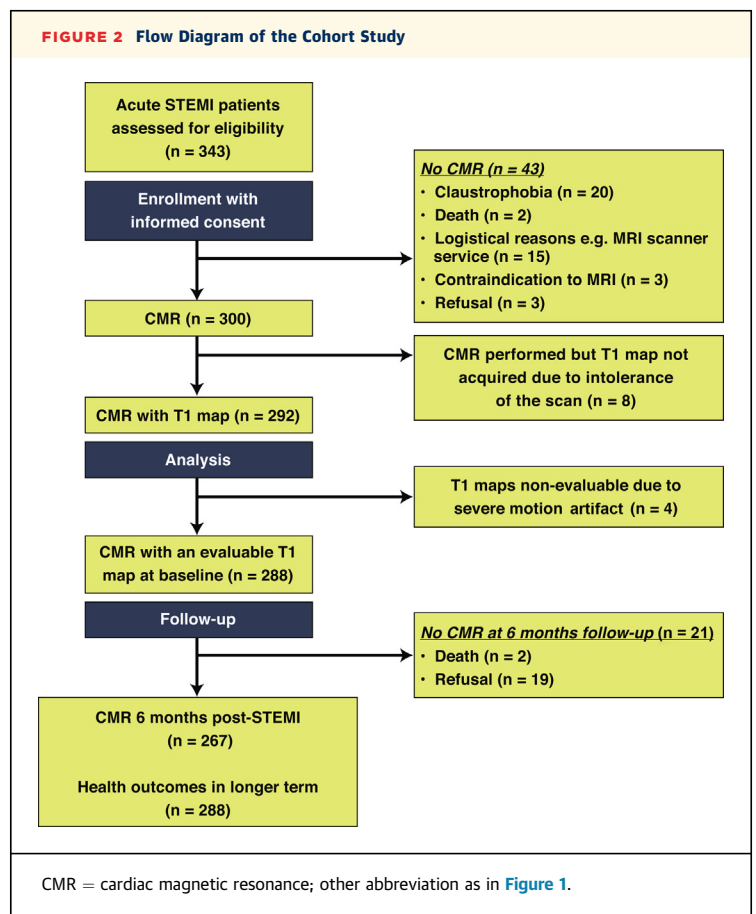 FIGURE 2 Flow Diagram of the Cohort Study
Acute STEMI patients
assessed for eligibility
(n = 343)
Enrollment with
informed consent
No CMR (n = 43)
• Claustrophobia (n = 20)
• Death (n = 2)
• Logistical reasons e.g. MRI scanner
service (n = 15)
• Contraindication to MRI (n = 3)
• Refusal (n = 3)
CMR (n = 300)
CMR performed but T1 map not
acquired due to intolerance
of the scan (n = 8)
CMR with T1 map (n = 292)
Analysis
T1 maps non-evaluable due to
severe motion artifact (n = 4)
CMR with an evaluable T1
map at baseline (n = 288)
Follow-up
No CMR at 6 months follow-up (n = 21)
• Death (n = 2)
• Refusal (n = 19)
CMR 6 months post-STEMI
(n = 267)
Health outcomes in longer term
(n = 288)
CMR = cardiac magnetic resonance; other abbreviation as in Figure 1.